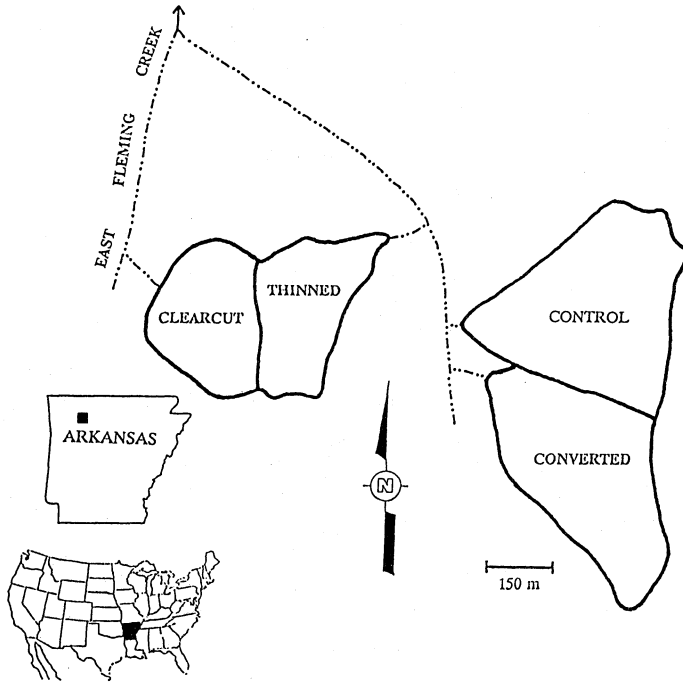 EAST FLEMING CREEK
CLEARCUT
THINNED
CONTROL
CONVERTED
ARKANSAS
N
150 m